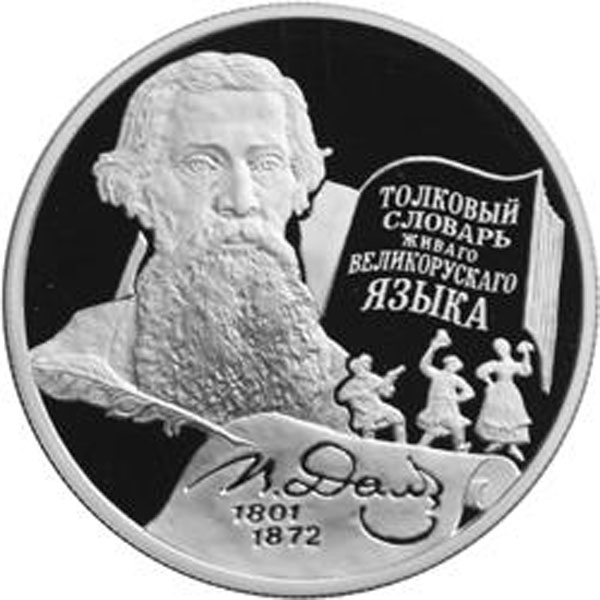 ТОЛКОВЫЙ
СЛОВАРЬ
ЖИВАГО
ВЕЛИКОРУСКАГО
ЯЗЫКА
В. Даль
1801
1872